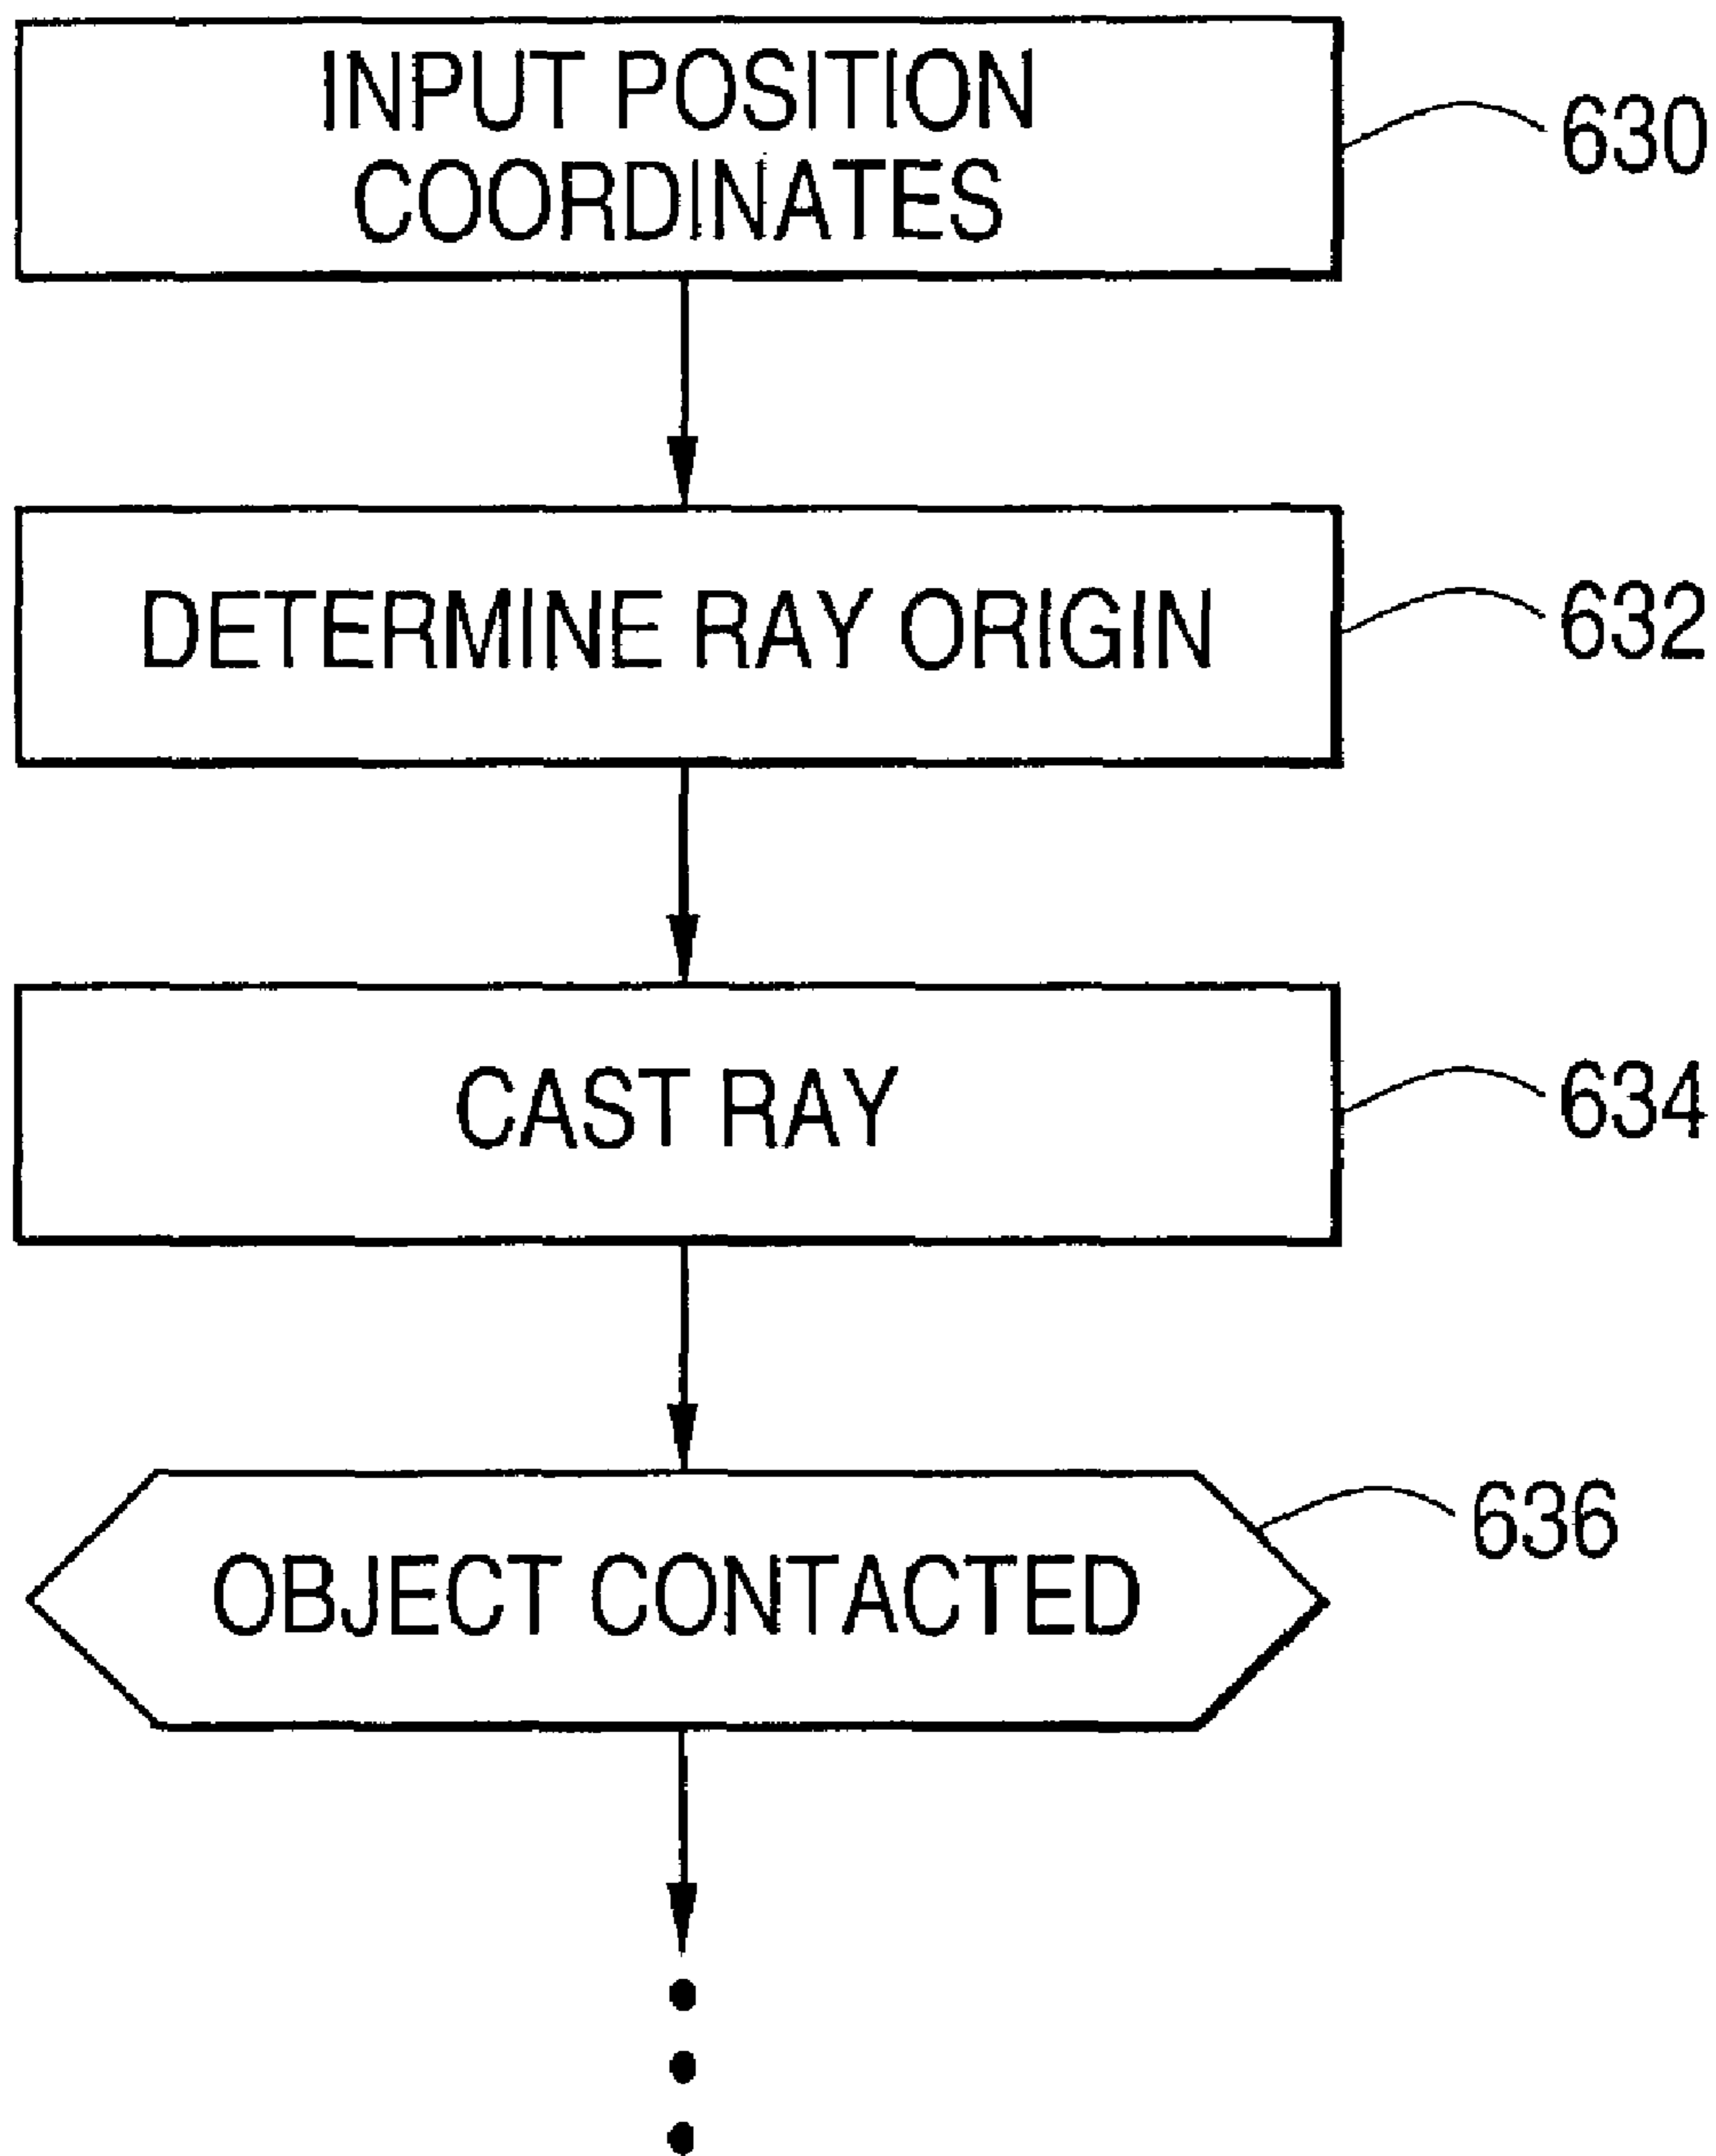 INPUT POSITION
COORDINATES
630
DETERMINE RAY ORIGIN
632
CAST RAY
634
OBJECT CONTACTED
636